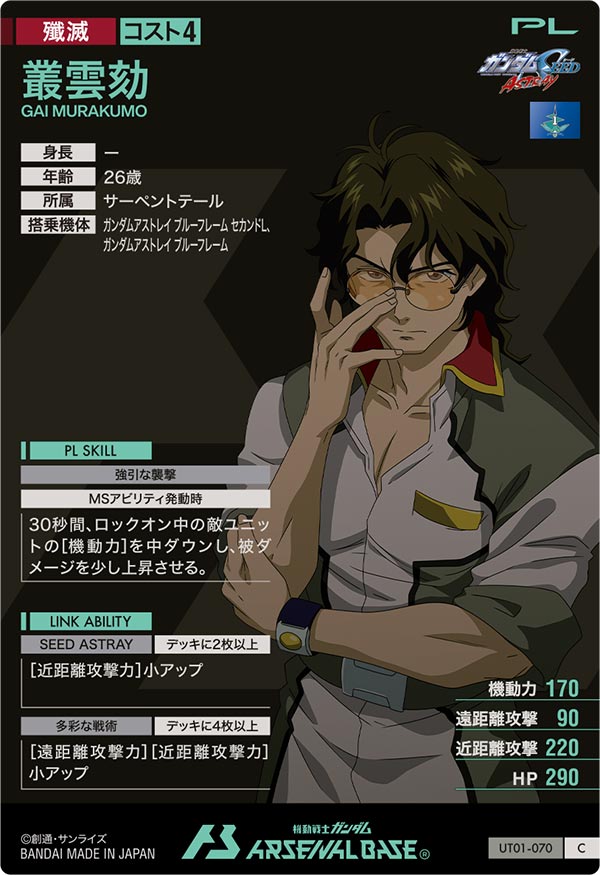 殲滅 コスト4
PL
叢雲劾
GAI MURAKUMO
ガンダムSEED
ASTRAY
1
身長 ー
年齢 26歳
所属 サーペントテール
搭乗機体 ガンダムアストレイ ブルーフレーム セカンドL、
ガンダムアストレイ ブルーフレーム
PL SKILL
強引な襲撃
MSアビリティ発動時
30秒間、ロックオン中の敵ユニッ
トの[機動力]を中ダウンし、被ダ
メージを少し上昇させる。
LINK ABILITY
SEED ASTRAY デッキに2枚以上
[近距離攻撃力]小アップ
多彩な戦術 デッキに4枚以上
[遠距離攻撃力][近距離攻撃力]
小アップ
機動力 170
遠距離攻撃 90
近距離攻撃 220
HP 290
©創通・サンライズ
BANDAI MADE IN JAPAN
機動戦士ガンダム
ARSENAL BASE®
UT01-070 C